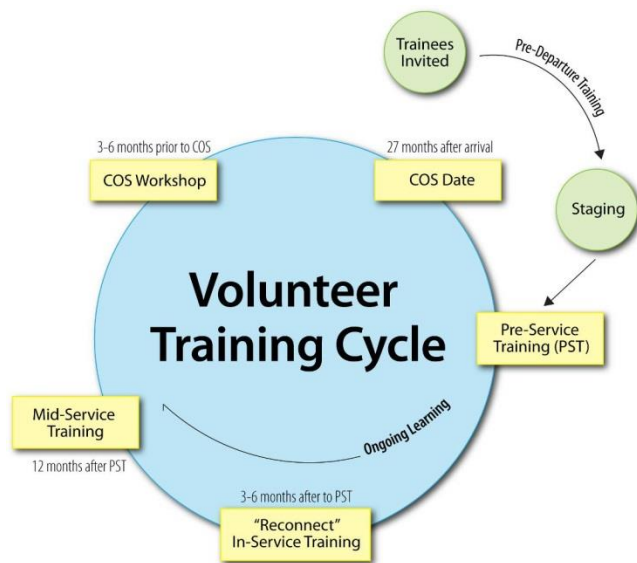 Trainees
Invited
Pre-Departure Training
Staging
3-6 months prior to COS
COS Workshop
27 months after arrival
COS Date
Volunteer
Training Cycle
Pre-Service
Training (PST)
Mid-Service
Training
12 months after PST
Ongoing Learning
3-6 months after to PST
“Reconnect”
In-Service Training